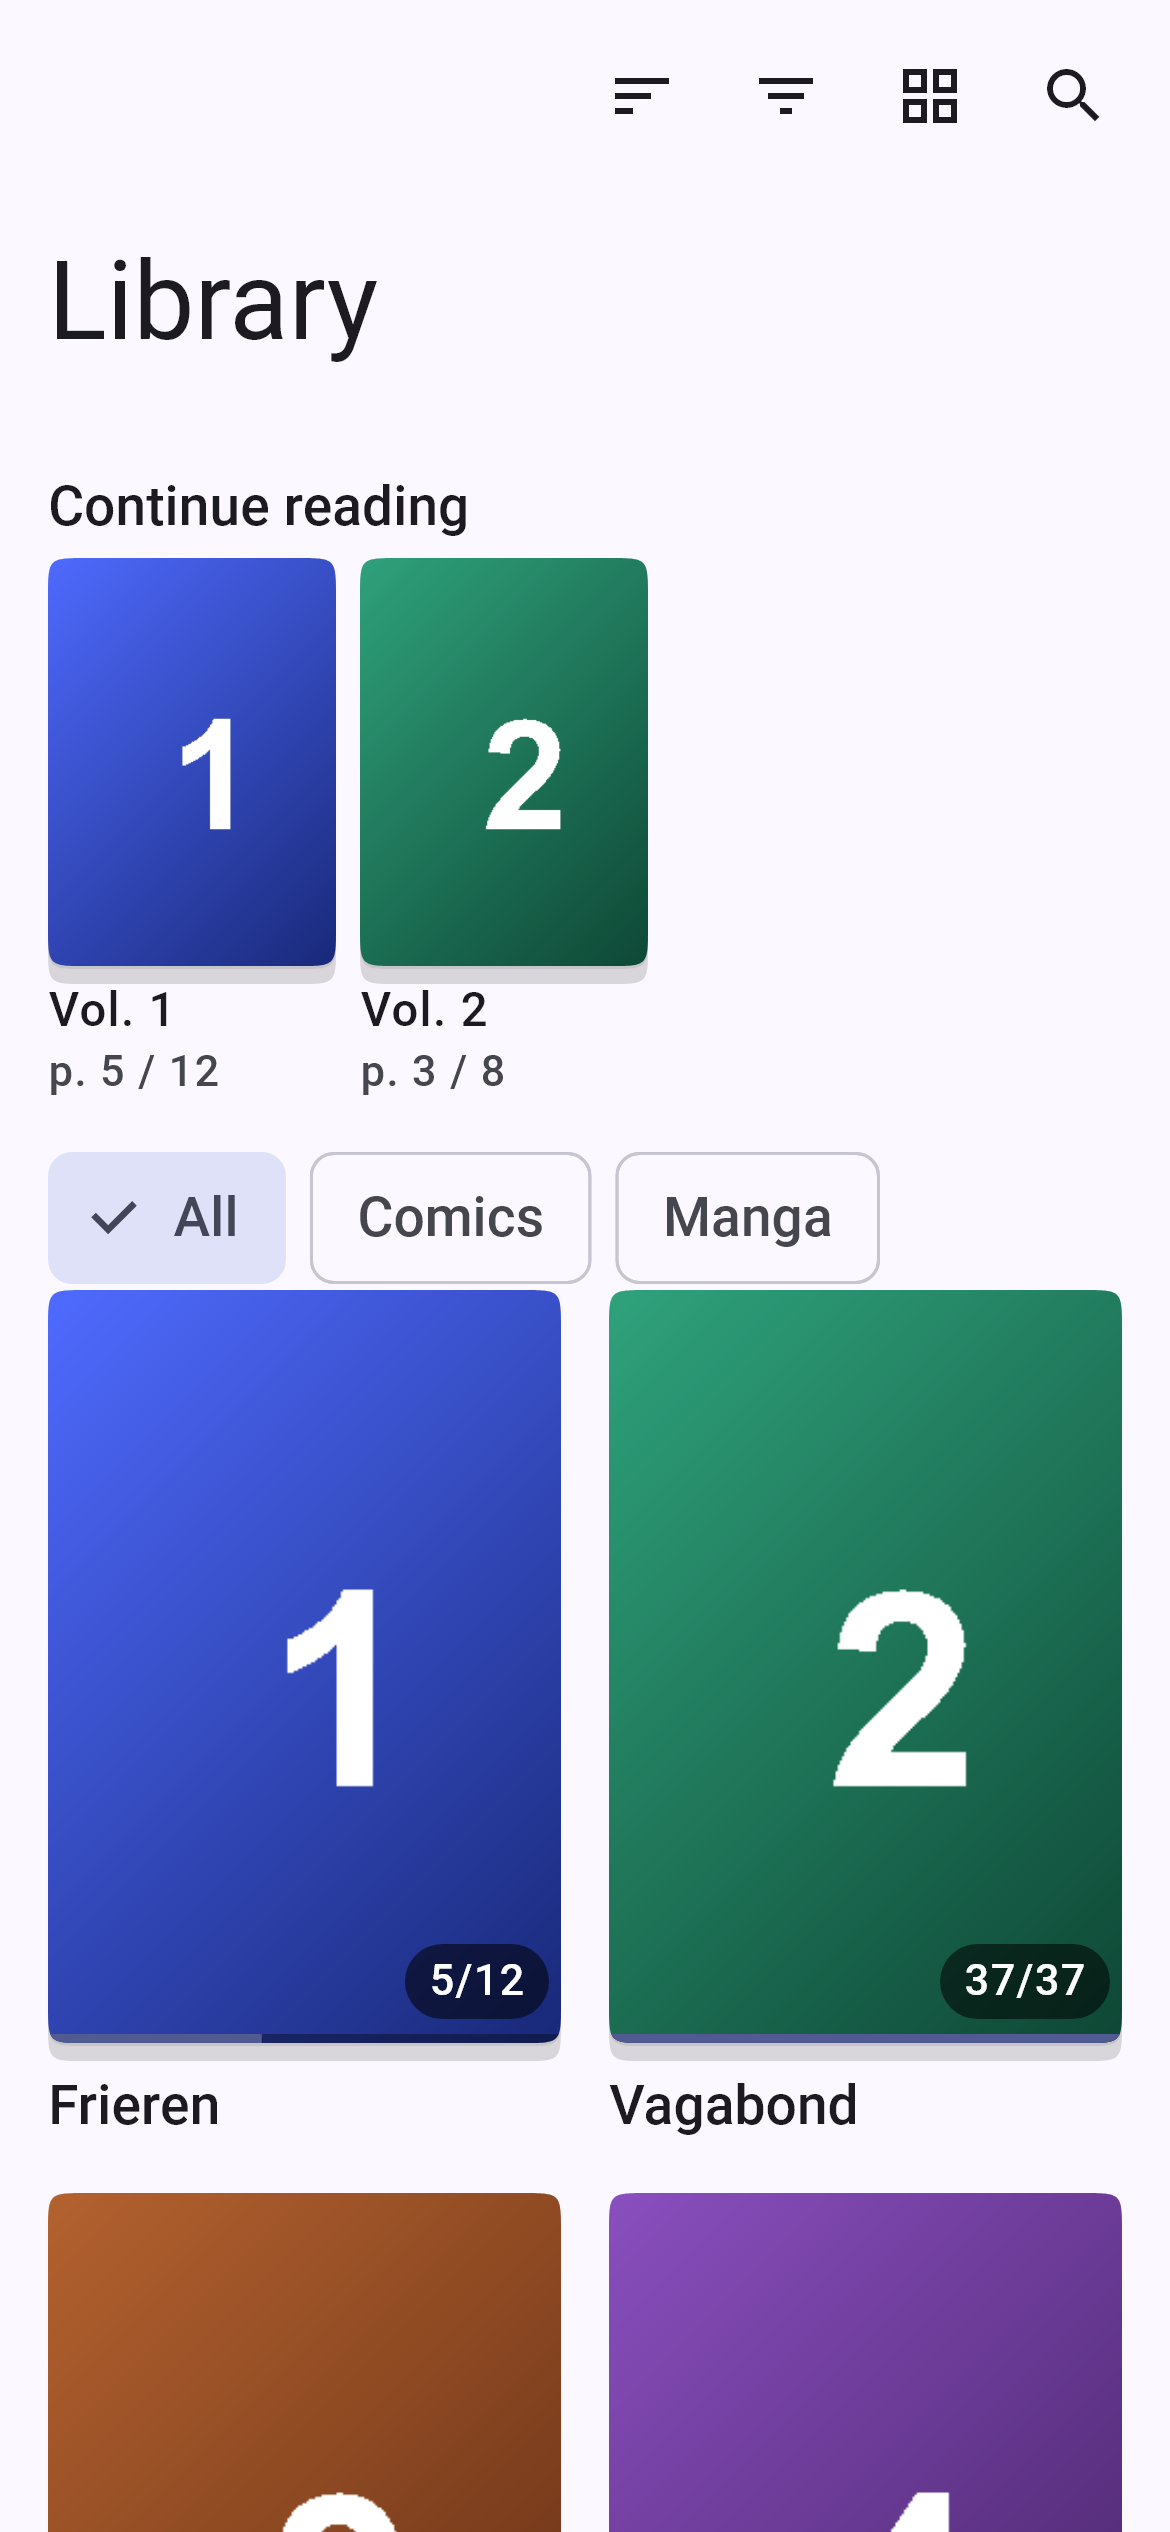 Library
Continue reading
1 2
Vol. 1 Vol. 2
p. 5 / 12 p. 3 / 8
All Comics Manga
1 2
5/12 37/37
Frieren Vagabond